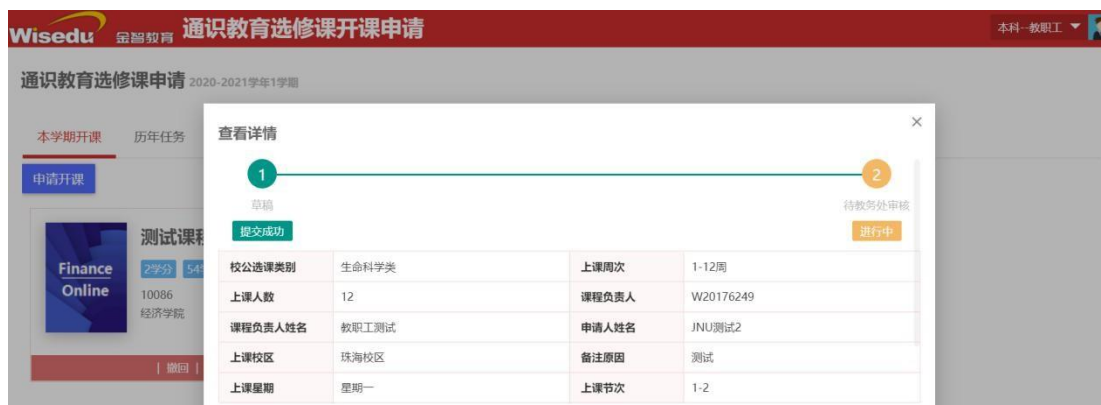 Wisedu 金智教育 通识教育选修课开课申请 本科--教职工
通识教育选修课申请 2020-2021学年1学期
本学期开课 历年任务
查看详情 ×
申请开课
1 2
草稿 待教务处审核
提交成功 进行中
测试课程
2学分 54
Finance
Online
10086
经济学院
| 撤回 |
校公选课类别 生命科学类 上课周次 1-12周
上课人数 12 课程负责人 W20176249
课程负责人姓名 教职工测试 申请人姓名 JNU测试2
上课校区 珠海校区 备注原因 测试
上课星期 星期一 上课节次 1-2